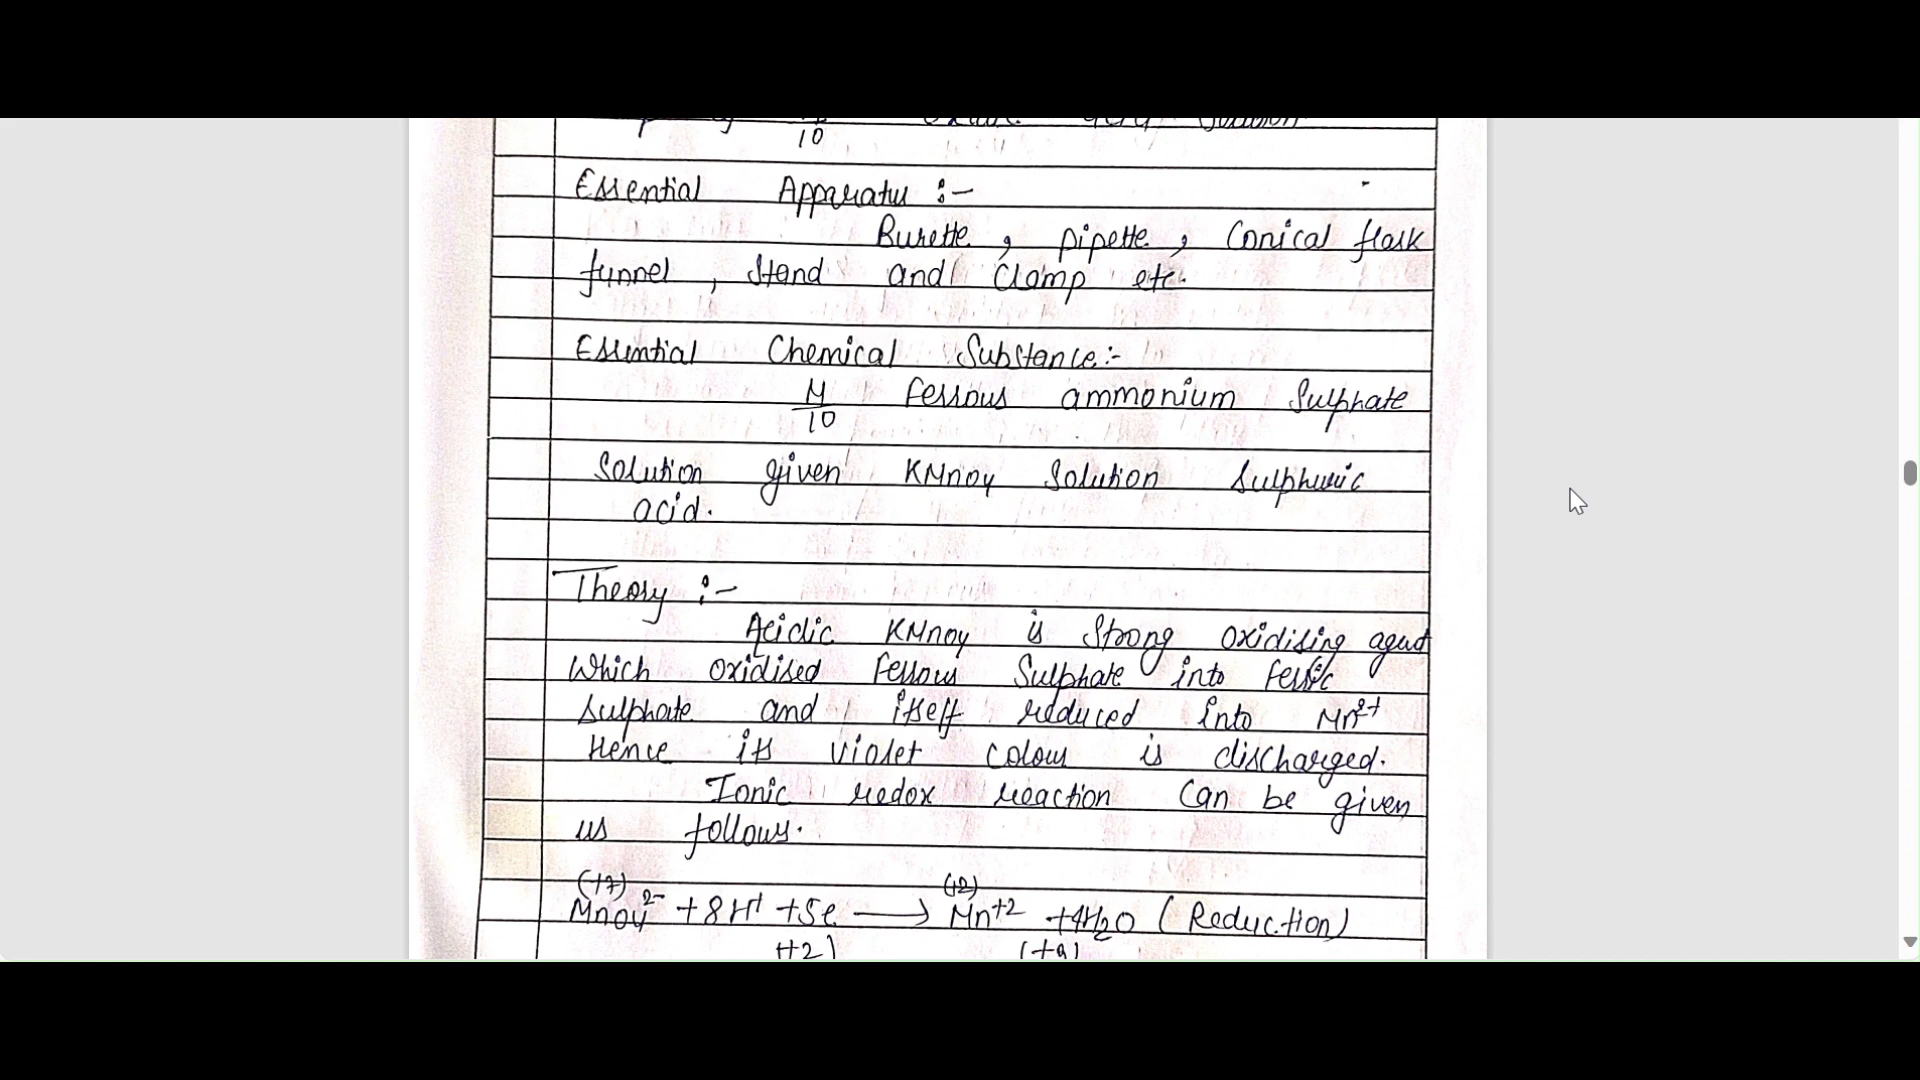 10
Essential Apparatu :-
Burette , pipette , Conical flask
funnel , Stand and Clamp etc.
Essential Chemical Substance:-
M/10 Ferrous ammonium Sulphate
Solution given KMnO4 Solution Sulphuric
acid.
Theory :-
Acidic KMnO4 is Strong oxidising agent
Which oxidised Ferrous Sulphate into Ferric
Sulphate and itself reduced into Mn2+
Hence its violet colour is discharged.
Ionic redox reaction Can be given
us follows.
(+7) (+2)
MnO4 2- + 8H+ + 5e → Mn+2 + 4H2O (Reduction)